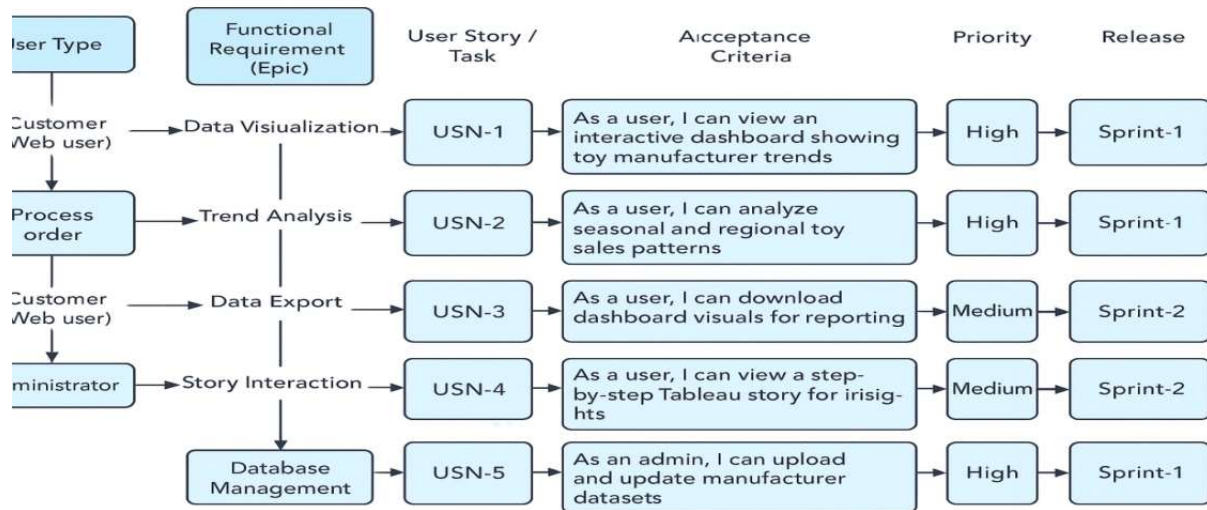 User Type
Functional
Requirement
(Epic)
User Story /
Task
Aıcceptance
Criteria
Priority
Release
Customer
Web user)
Data Visiualization
USN-1
As a user, I can view an
interactive dashboard showing
toy manufacturer trends
High
Sprint-1
Process
order
Trend Analysis
USN-2
As a user, I can analyze
seasonal and regional toy
sales patterns
High
Sprint-1
Customer
Web user)
Data Export
USN-3
As a user, I can download
dashboard visuals for reporting
Medium
Sprint-2
ministrator
Story Interaction
USN-4
As a user, I can view a step-
by-step Tableau story for irisig-
hts
Medium
Sprint-2
Database
Management
USN-5
As an admin, I can upload
and update manufacturer
datasets
High
Sprint-1